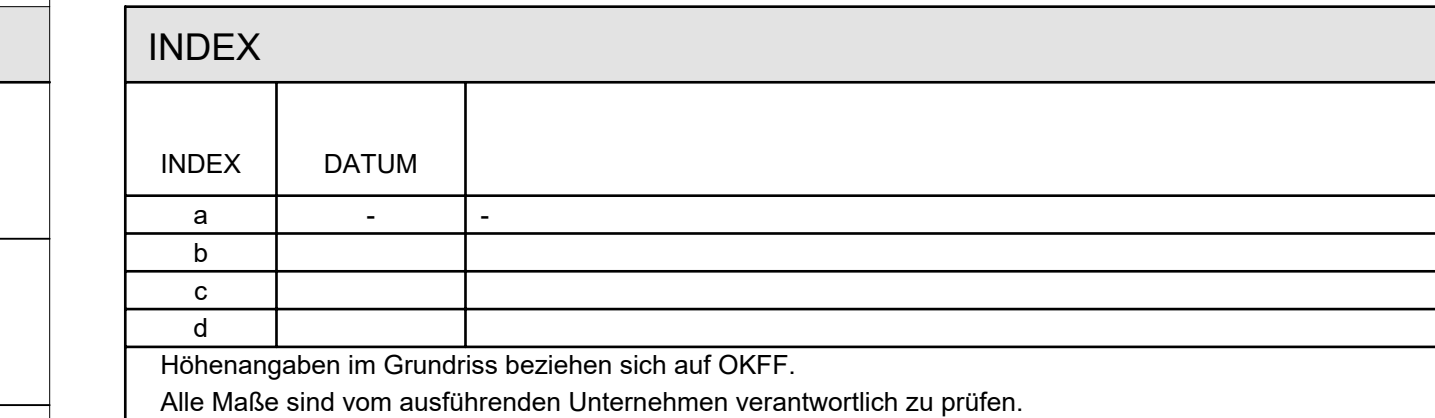 INDEX
INDEX DATUM
a - -
b
c
d
Höhenangaben im Grundriss beziehen sich auf OKFF.
Alle Maße sind vom ausführenden Unternehmen verantwortlich zu prüfen.